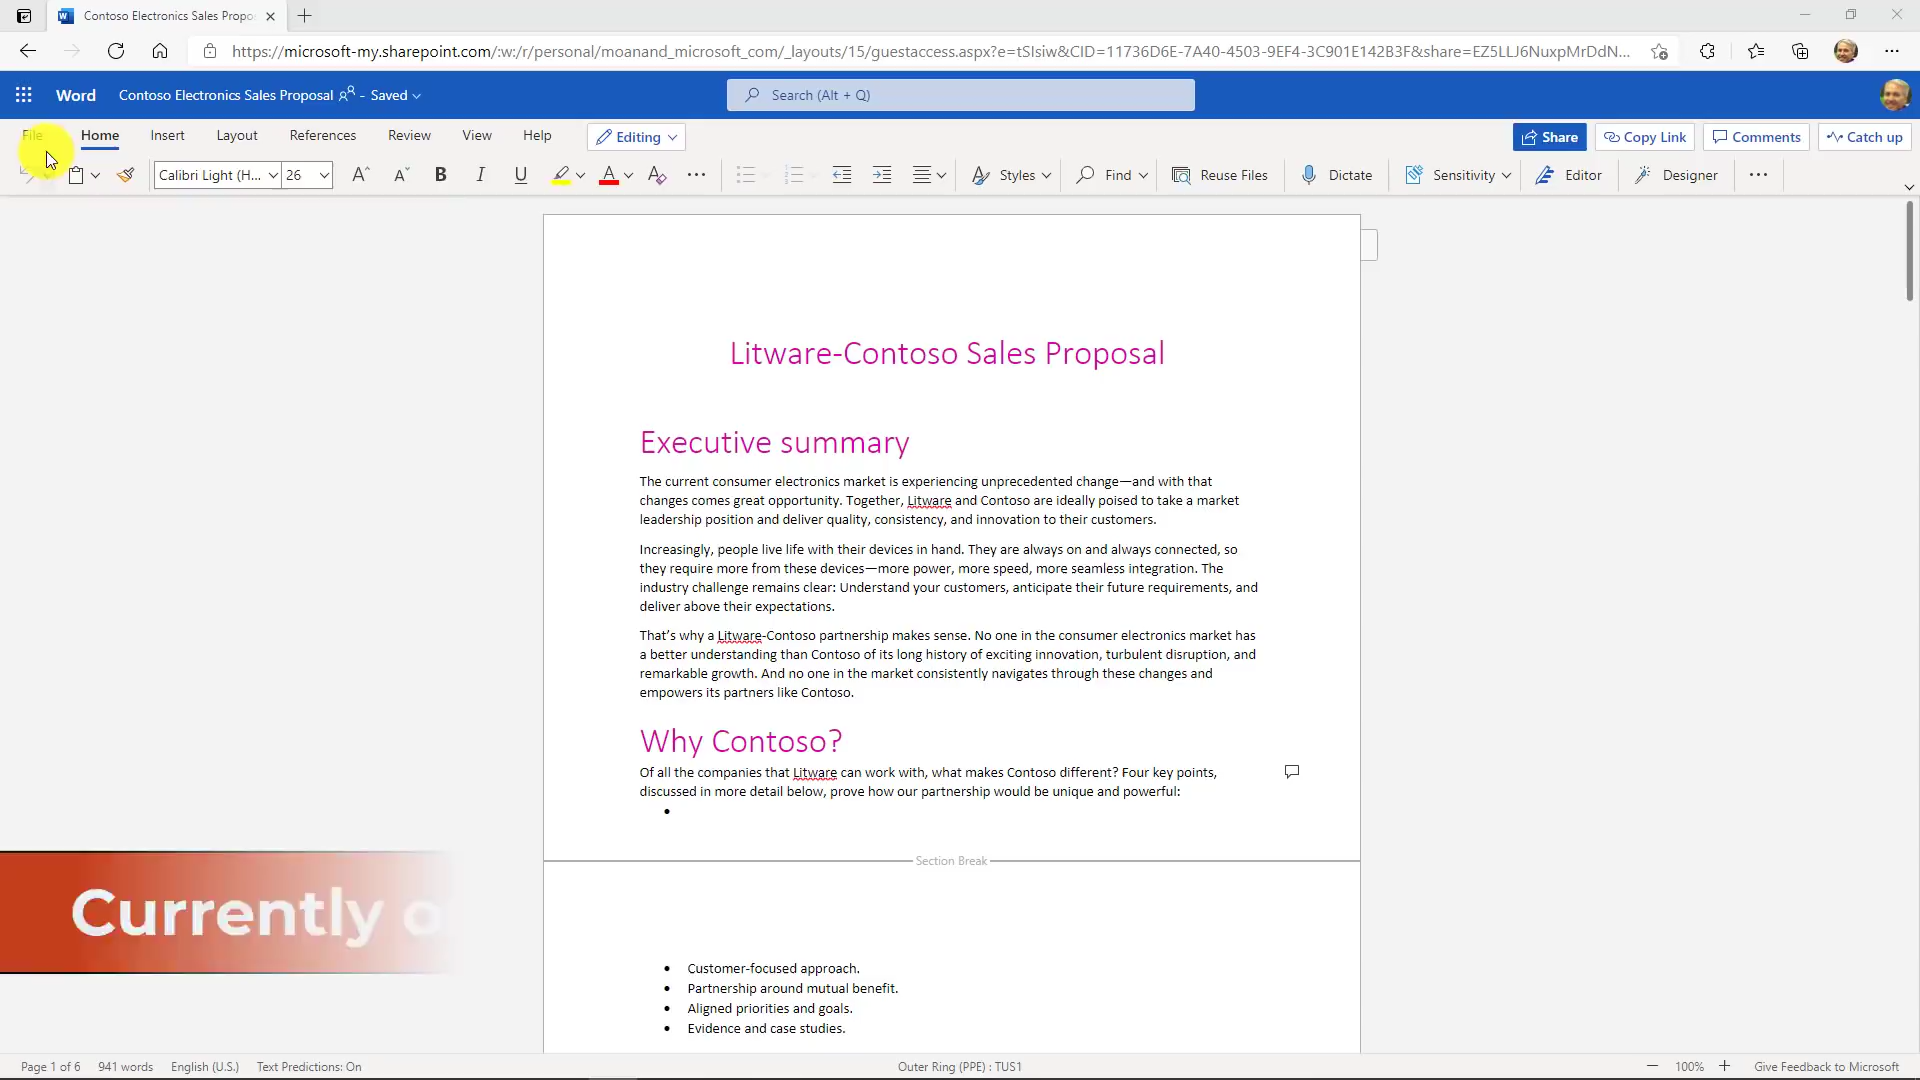 Contoso Electronics Sales Propo
https://microsoft-my.sharepoint.com/:w:/r/personal/moanand_microsoft_com/_layouts/15/guestaccess.aspx?e=tSIsiw&CID=11736D6E-7A40-4503-9EF4-3C901E142B3F&share=EZ5LLJ6NuxpMrDdN...
Word Contoso Electronics Sales Proposal - Saved
Search (Alt + Q)
File Home Insert Layout References Review View Help Editing Share Copy Link Comments Catch up
Calibri Light (H... 26 A A B I U A A Styles Find Reuse Files Dictate Sensitivity Editor Designer
Litware-Contoso Sales Proposal
Executive summary
The current consumer electronics market is experiencing unprecedented change—and with that
changes comes great opportunity. Together, Litware and Contoso are ideally poised to take a market
leadership position and deliver quality, consistency, and innovation to their customers.
Increasingly, people live life with their devices in hand. They are always on and always connected, so
they require more from these devices—more power, more speed, more seamless integration. The
industry challenge remains clear: Understand your customers, anticipate their future requirements, and
deliver above their expectations.
That's why a Litware-Contoso partnership makes sense. No one in the consumer electronics market has
a better understanding than Contoso of its long history of exciting innovation, turbulent disruption, and
remarkable growth. And no one in the market consistently navigates through these changes and
empowers its partners like Contoso.
Why Contoso?
Of all the companies that Litware can work with, what makes Contoso different? Four key points,
discussed in more detail below, prove how our partnership would be unique and powerful:
•
Section Break
Currently
• Customer-focused approach.
• Partnership around mutual benefit.
• Aligned priorities and goals.
• Evidence and case studies.
Page 1 of 6 941 words English (U.S.) Text Predictions: On Outer Ring (PPE) : TUS1 100% Give Feedback to Microsoft